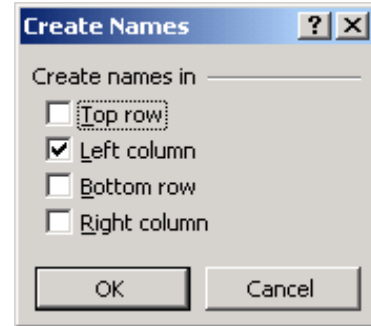 Create Names
Create names in
Top row
Left column
Bottom row
Right column
OK Cancel